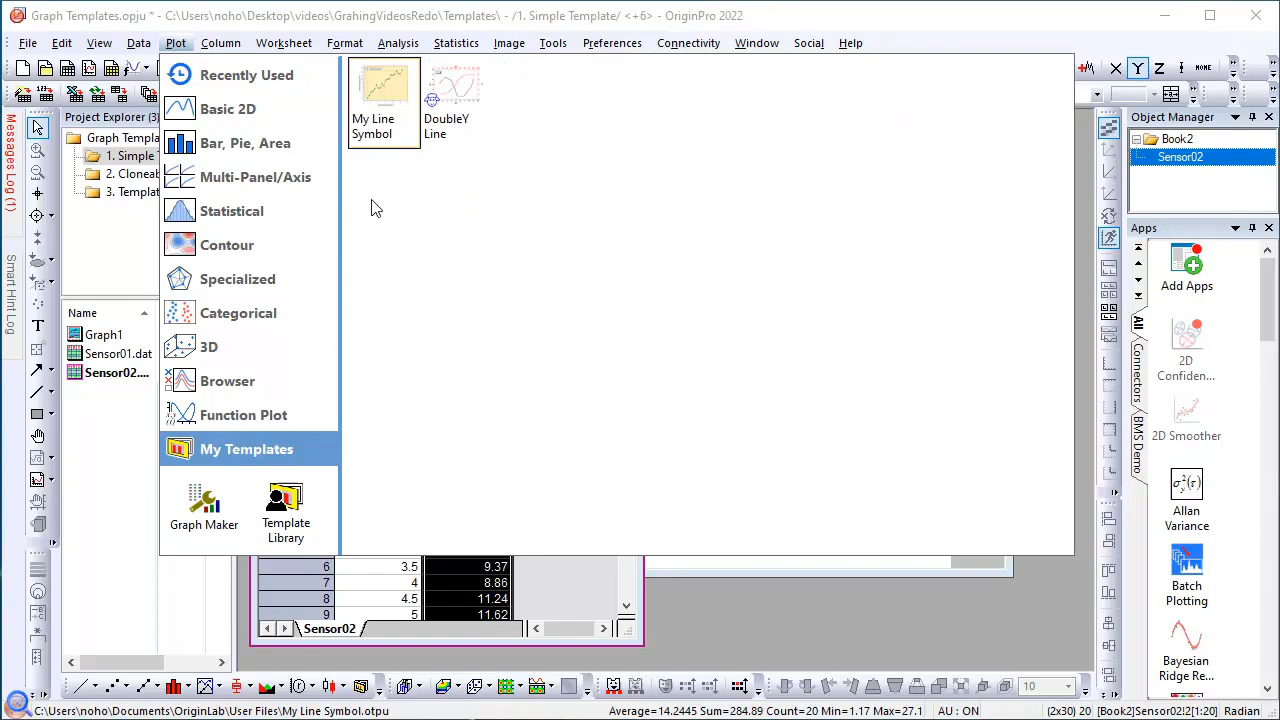 Graph Templates.opju * - C:\Users\noho\Desktop\videos\GrahingVideosRedo\Templates\ - /1. Simple Template/ <+6> - OriginPro 2022
File Edit View Data Plot Column Worksheet Format Analysis Statistics Image Tools Preferences Connectivity Window Social Help
Y Z NONE
Messages Log (1)
Smart Hint Log
Project Explorer (3)
Graph Templa
1. Simple
2. Cloneab
3. Templat
Name
Graph1
Sensor01.dat
Sensor02....
Recently Used
Basic 2D
Bar, Pie, Area
Multi-Panel/Axis
Statistical
Contour
Specialized
Categorical
3D
Browser
Function Plot
My Templates
Graph Maker
Template
Library
My Line
Symbol
DoubleY
Line
6 3.5 9.37
7 4 8.86
8 4.5 11.24
9 5 11.62
Sensor02
Object Manager
Book2
Sensor02
Apps
All
Connectors
BMS Demo
Add Apps
2D
Confiden...
2D Smoother
Allan
Variance
Batch
Plotting
Bayesian
Ridge Re...
10
C:\Users\noho\Documents\OriginLab\User Files\My Line Symbol.otpu
Average=14.2445 Sum=284.89 Count=20 Min=1.17 Max=27.1
AU : ON
(2x30) 20
[Book2]Sensor02!2[1:20]
Radian